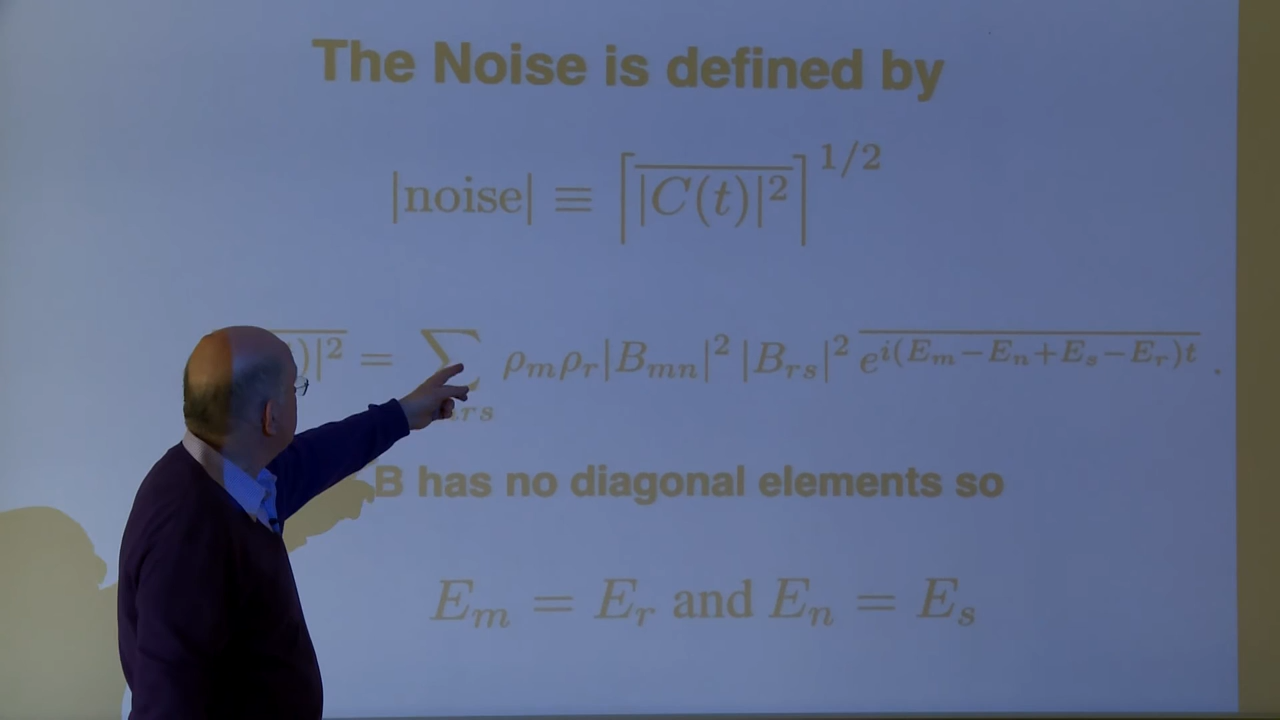 The Noise is defined by
|noise| ≡ ⌈\overline{|C(t)|^2}⌉^{1/2}
)|^2 = ∑_{rs} ρ_m ρ_r |B_{mn}|^2 |B_{rs}|^2 \overline{e^{i(E_m−E_n+E_s−E_r)t}} .
B has no diagonal elements so
E_m = E_r and E_n = E_s